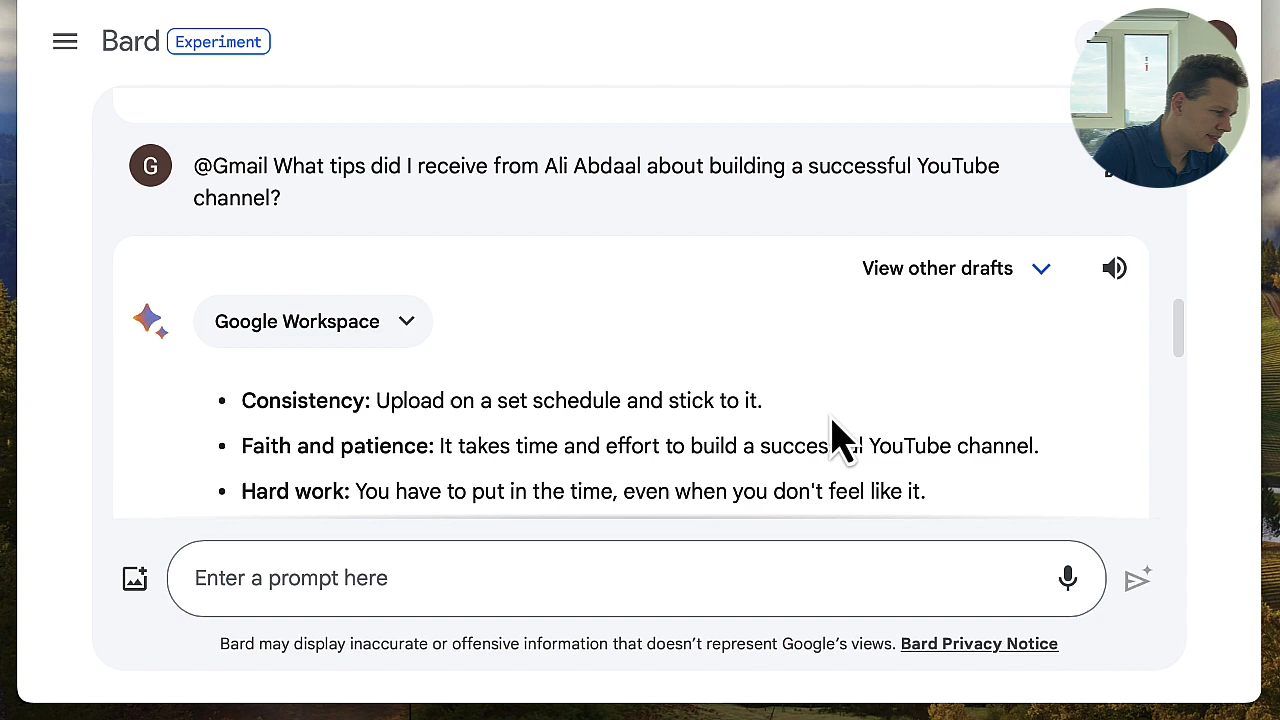 Bard Experiment
G
@Gmail What tips did I receive from Ali Abdaal about building a successful YouTube
channel?
View other drafts
Google Workspace
• Consistency: Upload on a set schedule and stick to it.
• Faith and patience: It takes time and effort to build a successful YouTube channel.
• Hard work: You have to put in the time, even when you don't feel like it.
Enter a prompt here
Bard may display inaccurate or offensive information that doesn't represent Google's views. Bard Privacy Notice